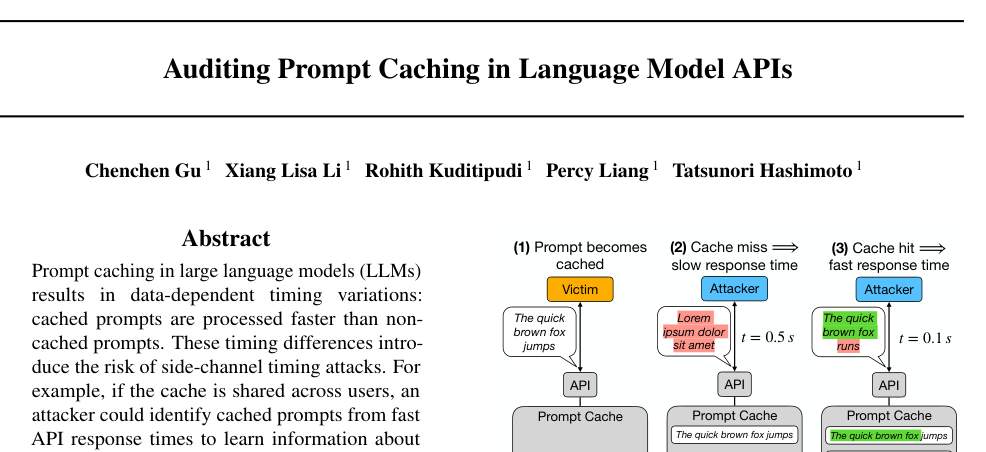 Auditing Prompt Caching in Language Model APIs
Chenchen Gu 1 Xiang Lisa Li 1 Rohith Kuditipudi 1 Percy Liang 1 Tatsunori Hashimoto 1
Abstract
Prompt caching in large language models (LLMs)
results in data-dependent timing variations:
cached prompts are processed faster than non-
cached prompts. These timing differences intro-
duce the risk of side-channel timing attacks. For
example, if the cache is shared across users, an
attacker could identify cached prompts from fast
API response times to learn information about
(1) Prompt becomes
cached
Victim
The quick
brown fox
jumps
API
Prompt Cache
(2) Cache miss ⟹
slow response time
Attacker
Lorem
ipsum dolor
sit amet
t = 0.5 s
API
Prompt Cache
The quick brown fox jumps
(3) Cache hit ⟹
fast response time
Attacker
The quick
brown fox
runs
t = 0.1 s
API
Prompt Cache
The quick brown fox jumps